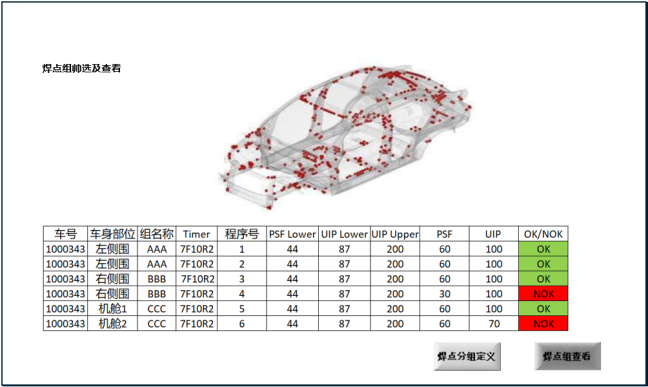 焊点组帅选及查看
车号 车身部位 组名称 Timer 程序号 PSF Lower UIP Lower UIP Upper PSF UIP OK/NOK
1000343 左侧围 AAA 7F10R2 1 44 87 200 60 100 OK
1000343 左侧围 AAA 7F10R2 2 44 87 200 60 100 OK
1000343 右侧围 BBB 7F10R2 3 44 87 200 60 100 OK
1000343 右侧围 BBB 7F10R2 4 44 87 200 30 100 NOK
1000343 机舱1 CCC 7F10R2 5 44 87 200 60 100 OK
1000343 机舱2 CCC 7F10R2 6 44 87 200 60 70 NOK
焊点分组定义 焊点组查看